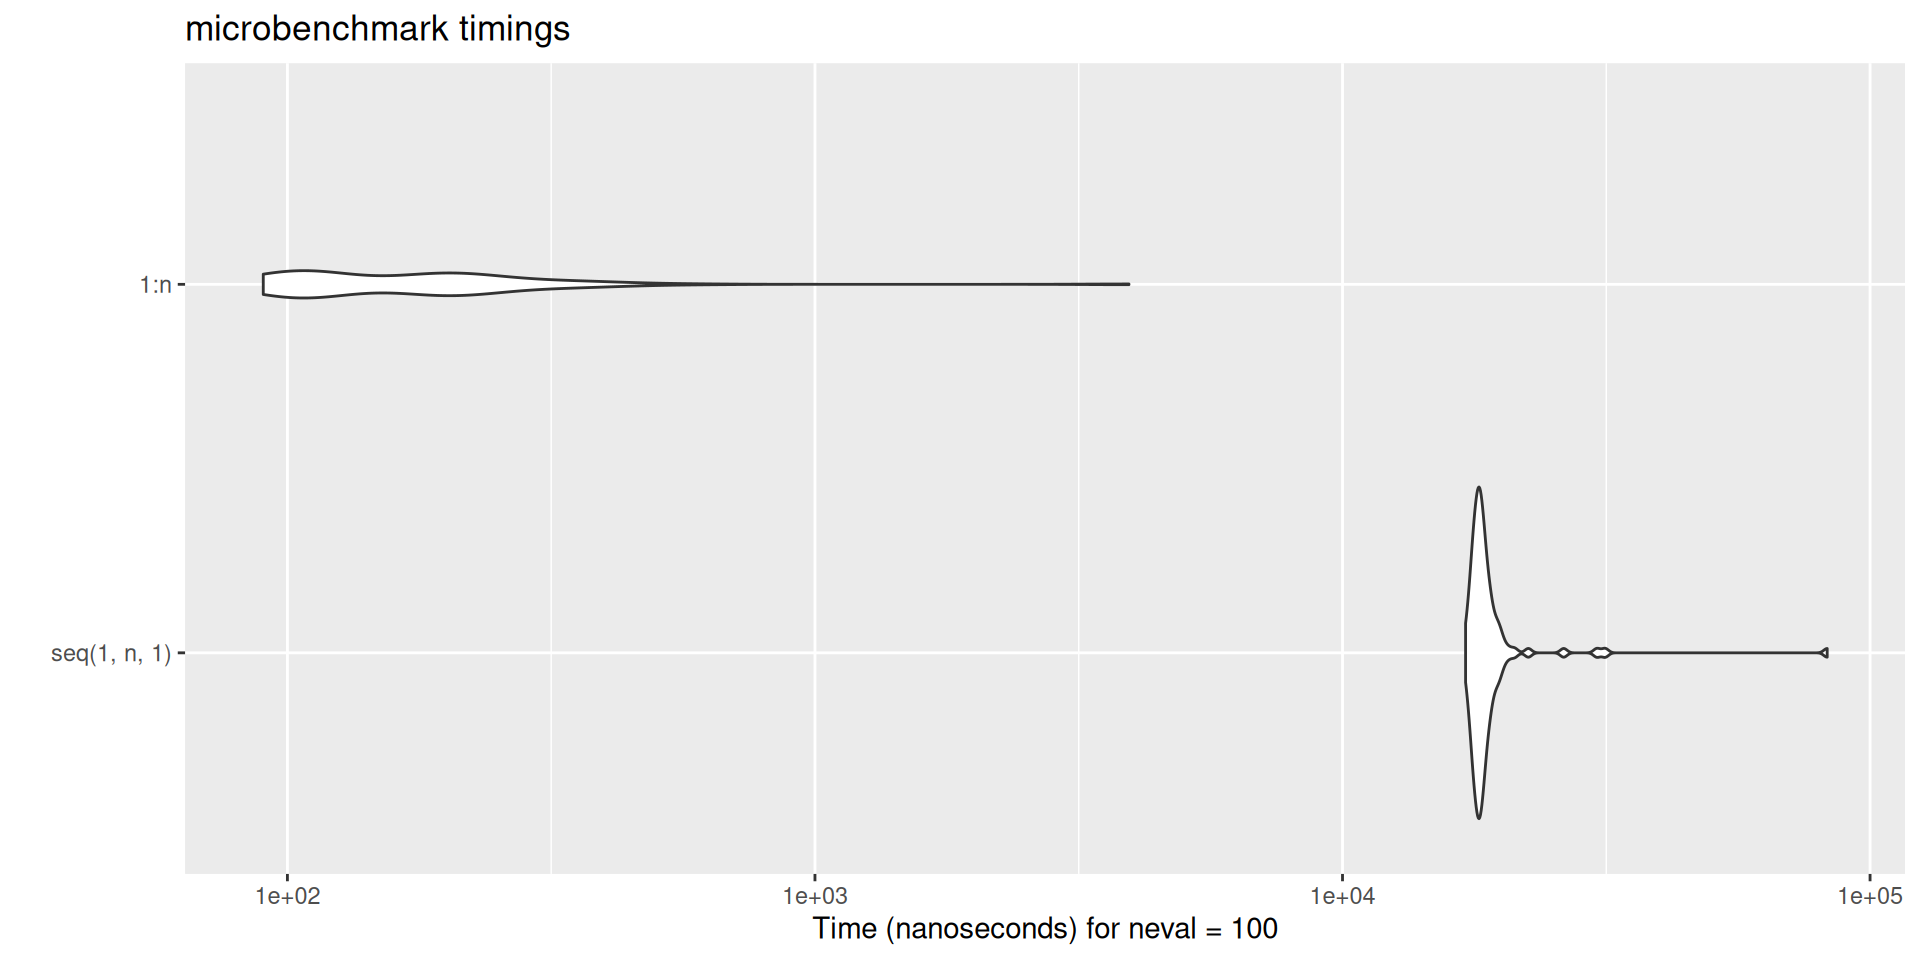 microbenchmark timings
1:n
seq(1, n, 1)
1e+02 1e+03 1e+04 1e+05
Time (nanoseconds) for neval = 100